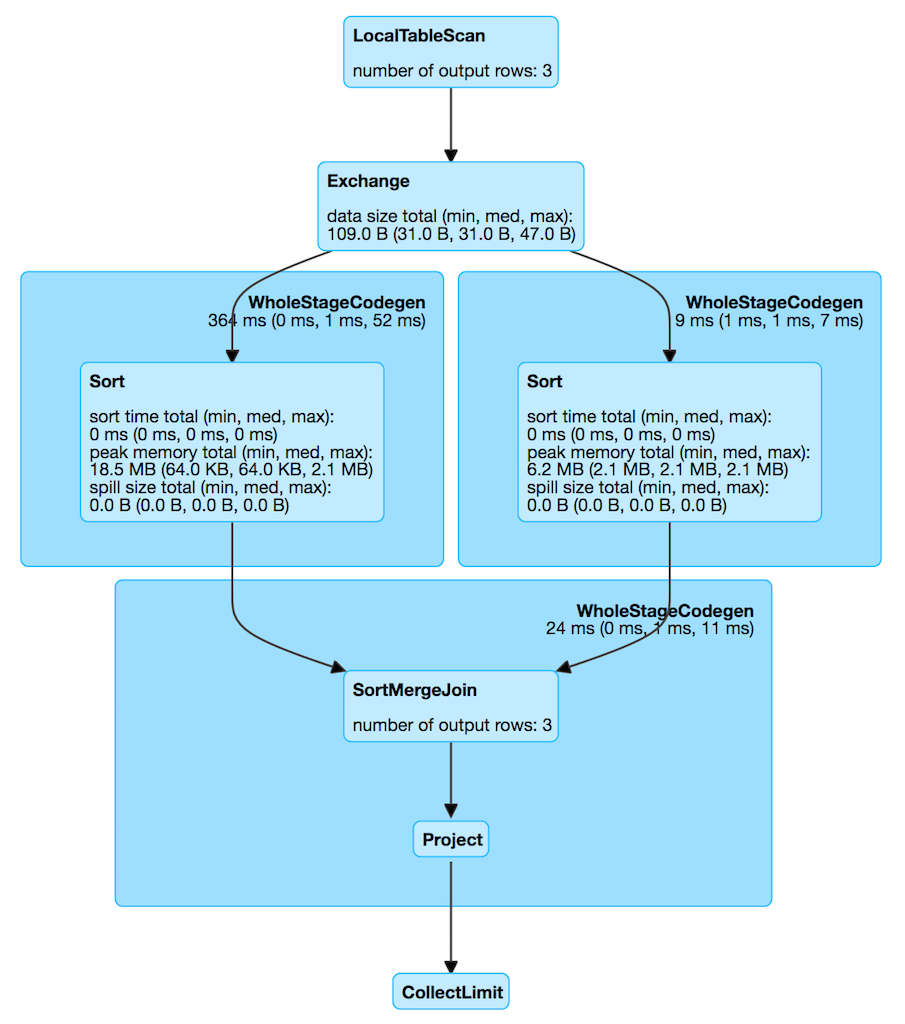 LocalTableScan
number of output rows: 3
Exchange
data size total (min, med, max):
109.0 B (31.0 B, 31.0 B, 47.0 B)
WholeStageCodegen
364 ms (0 ms, 1 ms, 52 ms)
Sort
sort time total (min, med, max):
0 ms (0 ms, 0 ms, 0 ms)
peak memory total (min, med, max):
18.5 MB (64.0 KB, 64.0 KB, 2.1 MB)
spill size total (min, med, max):
0.0 B (0.0 B, 0.0 B, 0.0 B)
WholeStageCodegen
9 ms (1 ms, 1 ms, 7 ms)
Sort
sort time total (min, med, max):
0 ms (0 ms, 0 ms, 0 ms)
peak memory total (min, med, max):
6.2 MB (2.1 MB, 2.1 MB, 2.1 MB)
spill size total (min, med, max):
0.0 B (0.0 B, 0.0 B, 0.0 B)
WholeStageCodegen
24 ms (0 ms, 1 ms, 11 ms)
SortMergeJoin
number of output rows: 3
Project
CollectLimit